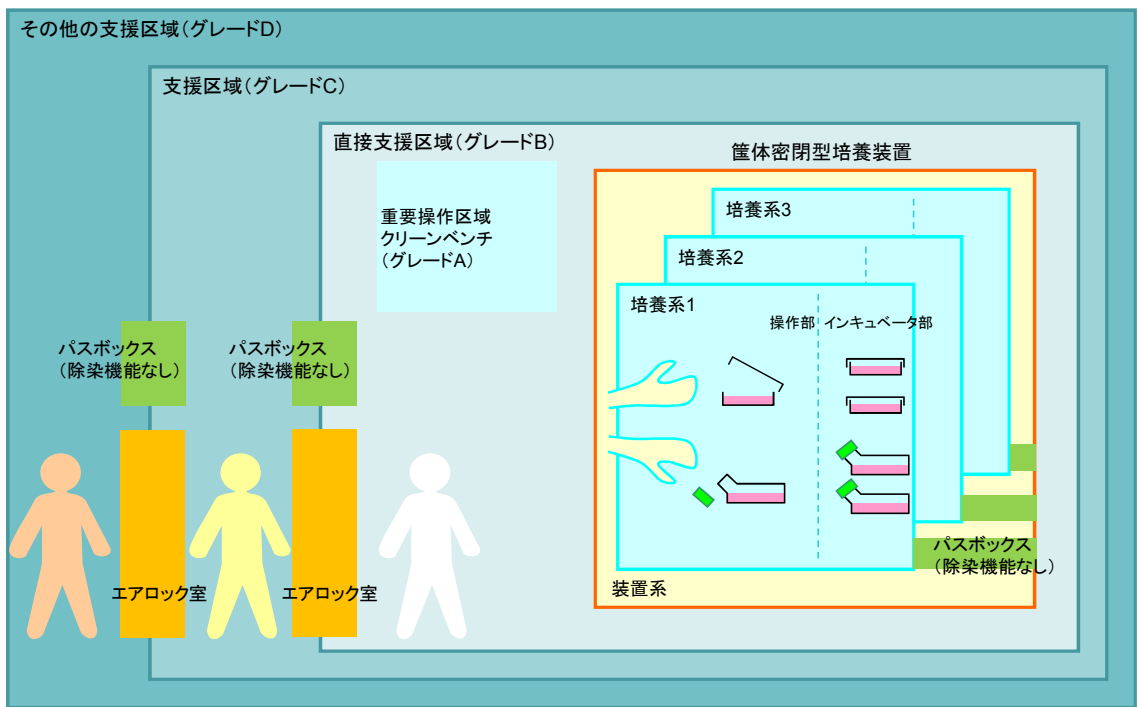 その他の支援区域(グレードD)
支援区域(グレードC)
直接支援区域(グレードB)
筐体密閉型培養装置
重要操作区域
クリーンベンチ
(グレードA)
培養系3
培養系2
培養系1
操作部
インキュベータ部
パスボックス
(除染機能なし)
パスボックス
(除染機能なし)
パスボックス
(除染機能なし)
エアロック室
エアロック室
装置系